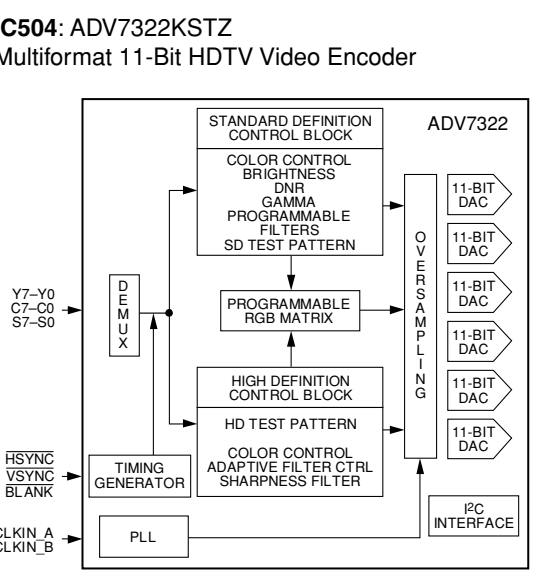 C504: ADV7322KSTZ
Multiformat 11-Bit HDTV Video Encoder
STANDARD DEFINITION
CONTROL BLOCK
ADV7322
COLOR CONTROL
BRIGHTNESS
DNR
GAMMA
PROGRAMMABLE
FILTERS
SD TEST PATTERN
11-BIT
DAC
11-BIT
DAC
11-BIT
DAC
11-BIT
DAC
11-BIT
DAC
11-BIT
DAC
OVERSAMPLING
Y7–Y0
C7–C0
S7–S0
DEMUX
PROGRAMMABLE
RGB MATRIX
HIGH DEFINITION
CONTROL BLOCK
HD TEST PATTERN
COLOR CONTROL
ADAPTIVE FILTER CTRL
SHARPNESS FILTER
HSYNC
VSYNC
BLANK
TIMING
GENERATOR
CLKIN_A
CLKIN_B
PLL
I2C
INTERFACE